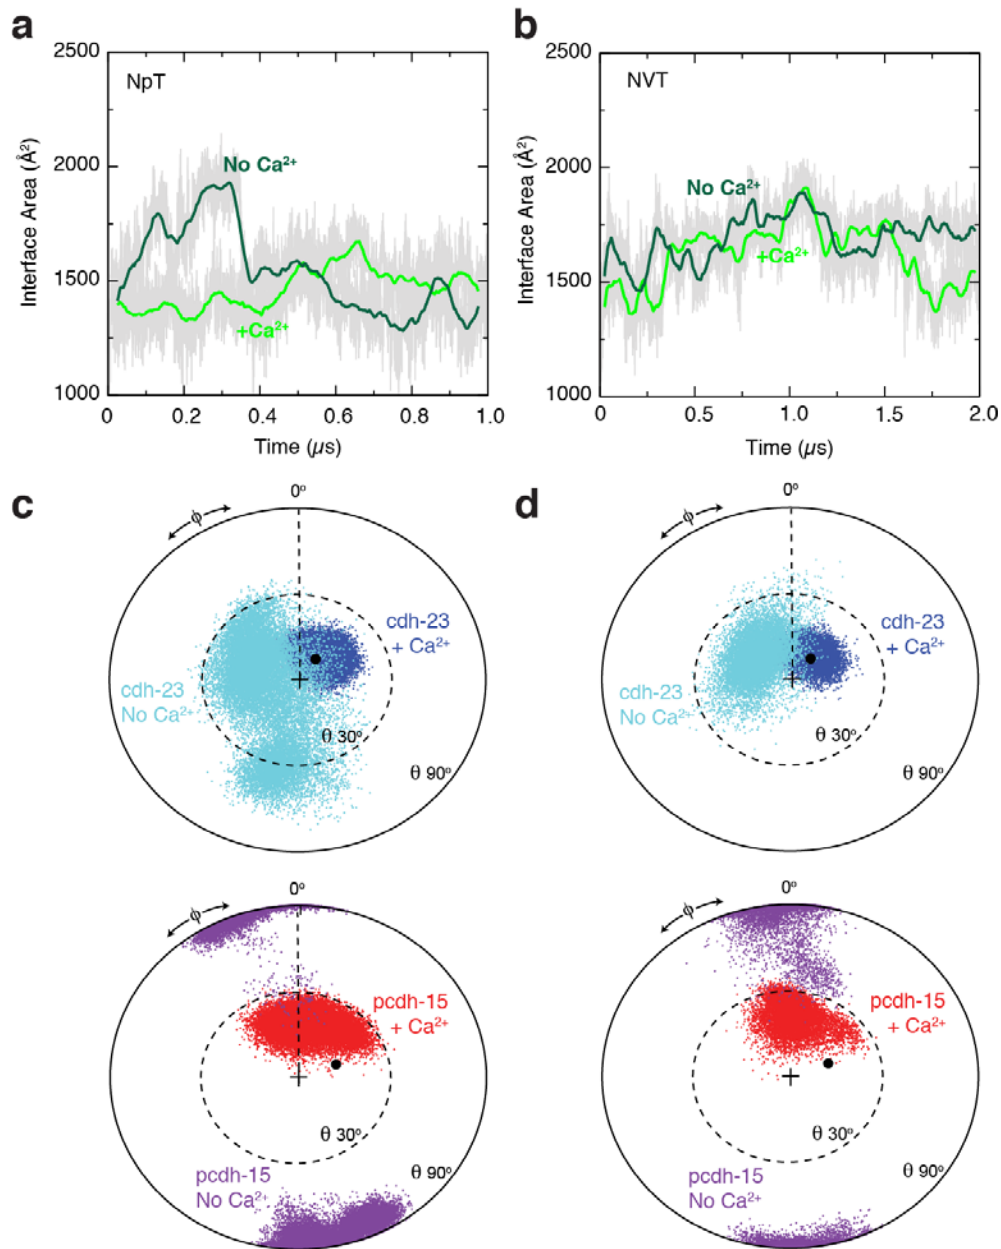 a
b
2500
2000
1500
1000
Interface Area (Å²)
NpT
No Ca²⁺
+Ca²⁺
0
0.2
0.4
0.6
0.8
1.0
Time (µs)
2500
2000
1500
1000
Interface Area (Å²)
NVT
No Ca²⁺
+Ca²⁺
0
0.5
1.0
1.5
2.0
Time (µs)
c
d
0º
ϕ
cdh-23
+ Ca²⁺
cdh-23
No Ca²⁺
θ 30º
θ 90º
0º
ϕ
cdh-23
+ Ca²⁺
cdh-23
No Ca²⁺
θ 30º
θ 90º
0º
ϕ
pcdh-15
+ Ca²⁺
θ 30º
θ 90º
pcdh-15
No Ca²⁺
0º
ϕ
pcdh-15
+ Ca²⁺
θ 30º
θ 90º
pcdh-15
No Ca²⁺